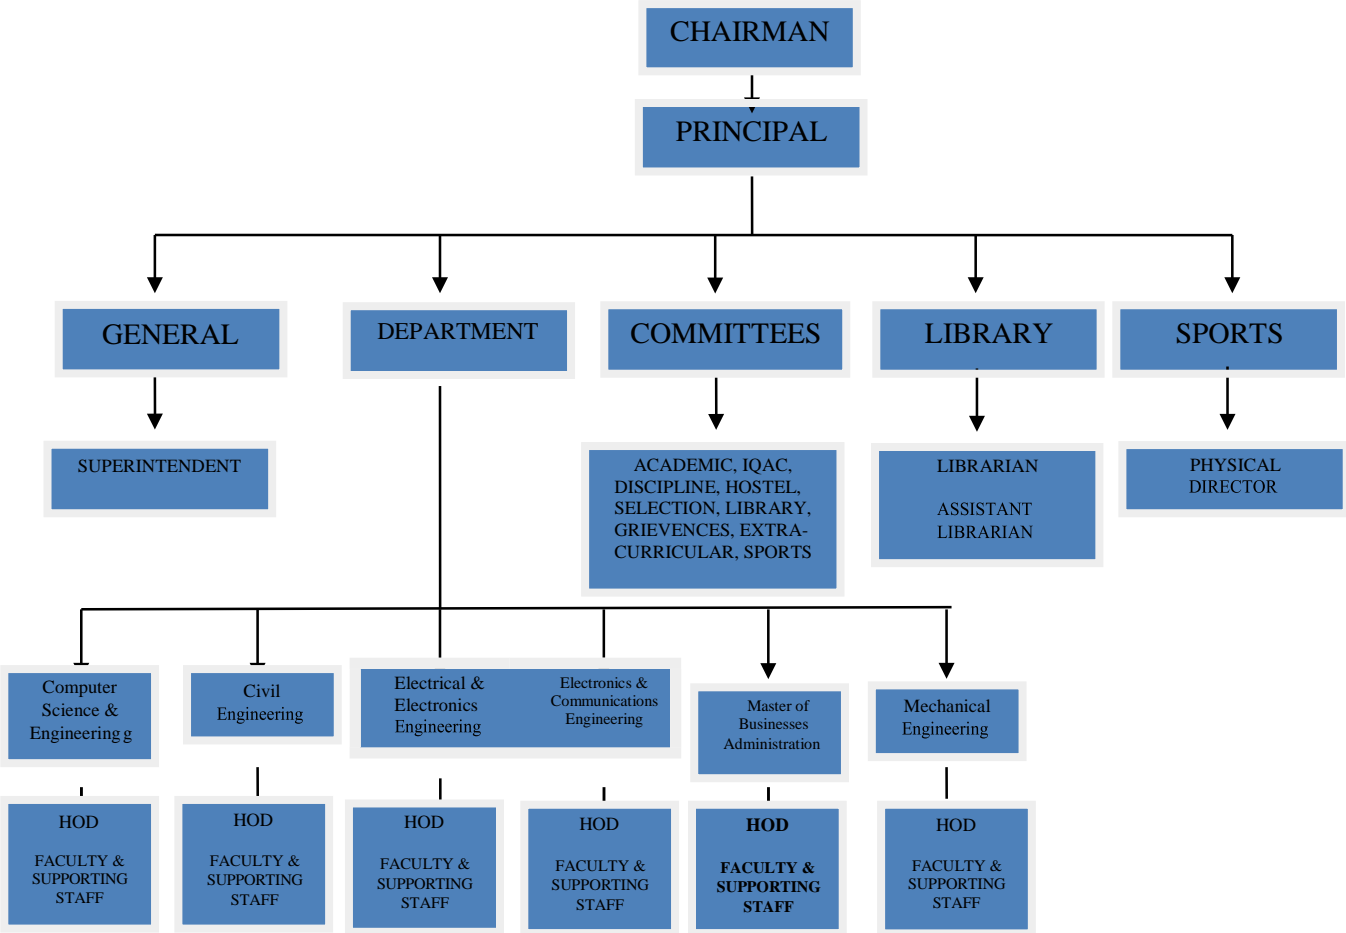 CHAIRMAN
PRINCIPAL
GENERAL
DEPARTMENT
COMMITTEES
LIBRARY
SPORTS
SUPERINTENDENT
ACADEMIC, IQAC,
DISCIPLINE, HOSTEL,
SELECTION, LIBRARY,
GRIEVENCES, EXTRA-
CURRICULAR, SPORTS
LIBRARIAN
ASSISTANT
LIBRARIAN
PHYSICAL
DIRECTOR
Computer
Science &
Engineering g
Civil
Engineering
Electrical &
Electronics
Engineering
Electronics &
Communications
Engineering
Master of
Businesses
Administration
Mechanical
Engineering
HOD
FACULTY &
SUPPORTING
STAFF
HOD
FACULTY &
SUPPORTING
STAFF
HOD
FACULTY &
SUPPORTING
STAFF
HOD
FACULTY &
SUPPORTING
STAFF
HOD
FACULTY &
SUPPORTING
STAFF
HOD
FACULTY &
SUPPORTING
STAFF